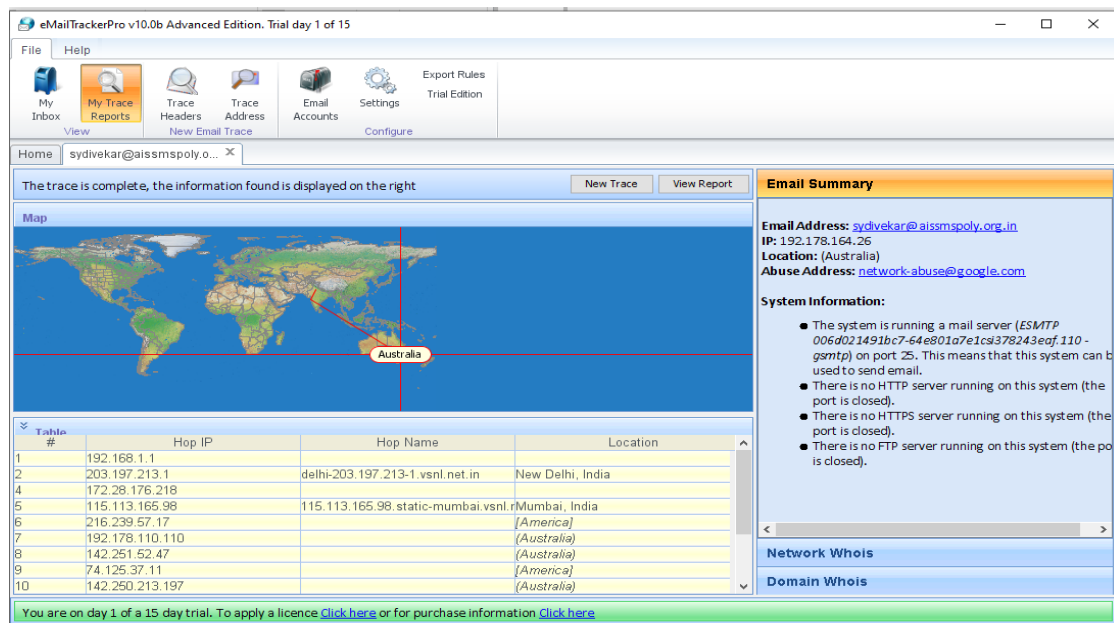 eMailTrackerPro v10.0b Advanced Edition. Trial day 1 of 15
File Help
My Inbox
My Trace Reports
Trace Headers
Trace Address
Email Accounts
Settings
Export Rules
Trial Edition
View
New Email Trace
Configure
Home
sydivekar@aissmspoly.o... X
The trace is complete, the information found is displayed on the right
New Trace
View Report
Map
Australia
Table
# Hop IP Hop Name Location
1 192.168.1.1
2 203.197.213.1 delhi-203.197.213-1.vsnl.net.in New Delhi, India
4 172.28.176.218
5 115.113.165.98 115.113.165.98.static-mumbai.vsnl.r Mumbai, India
6 216.239.57.17 [America]
7 192.178.110.110 (Australia)
8 142.251.52.47 (Australia)
9 74.125.37.11 [America]
10 142.250.213.197 (Australia)
Email Summary
Email Address: sydivekar@aissmspoly.org.in
IP: 192.178.164.26
Location: (Australia)
Abuse Address: network-abuse@google.com
System Information:
● The system is running a mail server (ESMTP
006d021491bc7-64e801a7e1csi378243eaf.110 -
gsmtp) on port 25. This means that this system can b
used to send email.
● There is no HTTP server running on this system (the
port is closed).
● There is no HTTPS server running on this system (the
port is closed).
● There is no FTP server running on this system (the po
is closed).
Network Whois
Domain Whois
You are on day 1 of a 15 day trial. To apply a licence Click here or for purchase information Click here